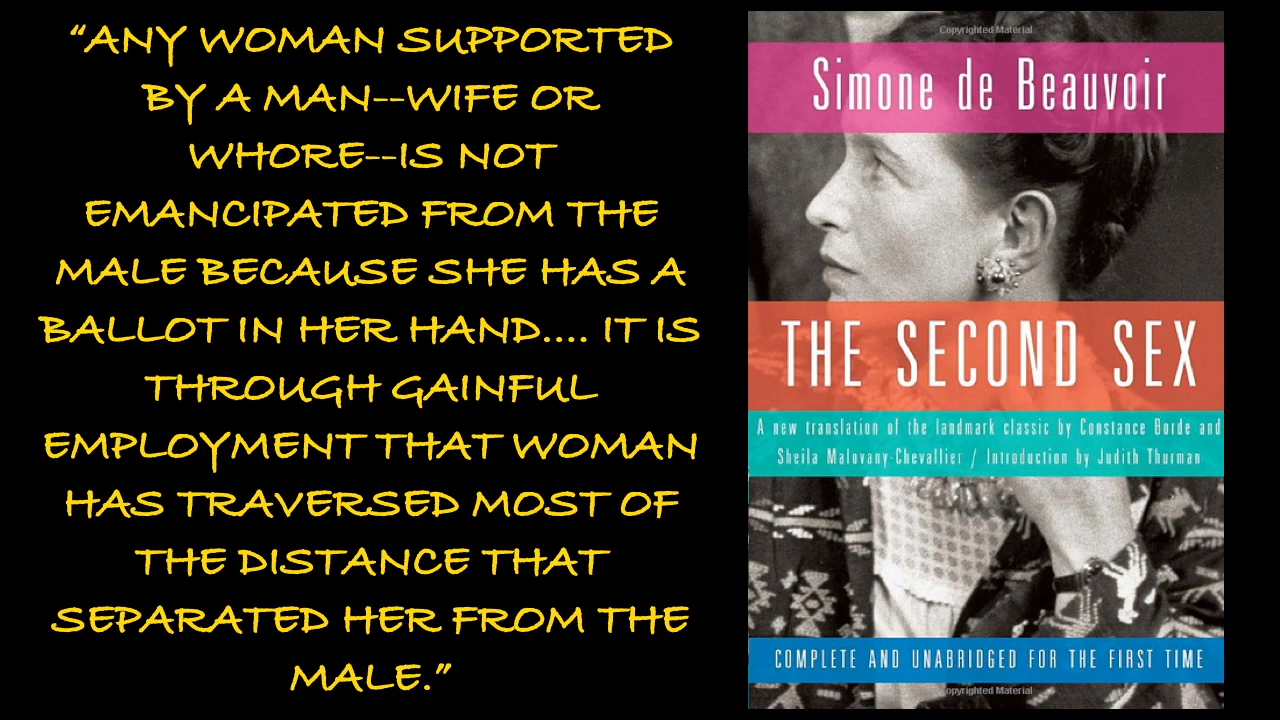 “ANY WOMAN SUPPORTED
BY A MAN--WIFE OR
WHORE--IS NOT
EMANCIPATED FROM THE
MALE BECAUSE SHE HAS A
BALLOT IN HER HAND.... IT IS
THROUGH GAINFUL
EMPLOYMENT THAT WOMAN
HAS TRAVERSED MOST OF
THE DISTANCE THAT
SEPARATED HER FROM THE
MALE.”
Copyrighted Material
Simone de Beauvoir
THE SECOND SEX
A new translation of the landmark classic by Constance Borde and
Sheila Malovany-Chevallier / Introduction by Judith Thurman
COMPLETE AND UNABRIDGED FOR THE FIRST TIME
Copyrighted Material